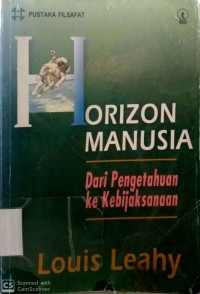 PUSTAKA FILSAFAT
HORIZON
MANUSIA
Dari Pengetahuan
ke Kebijaksanaan
Louis Leahy
CS Scanned with
CamScanner